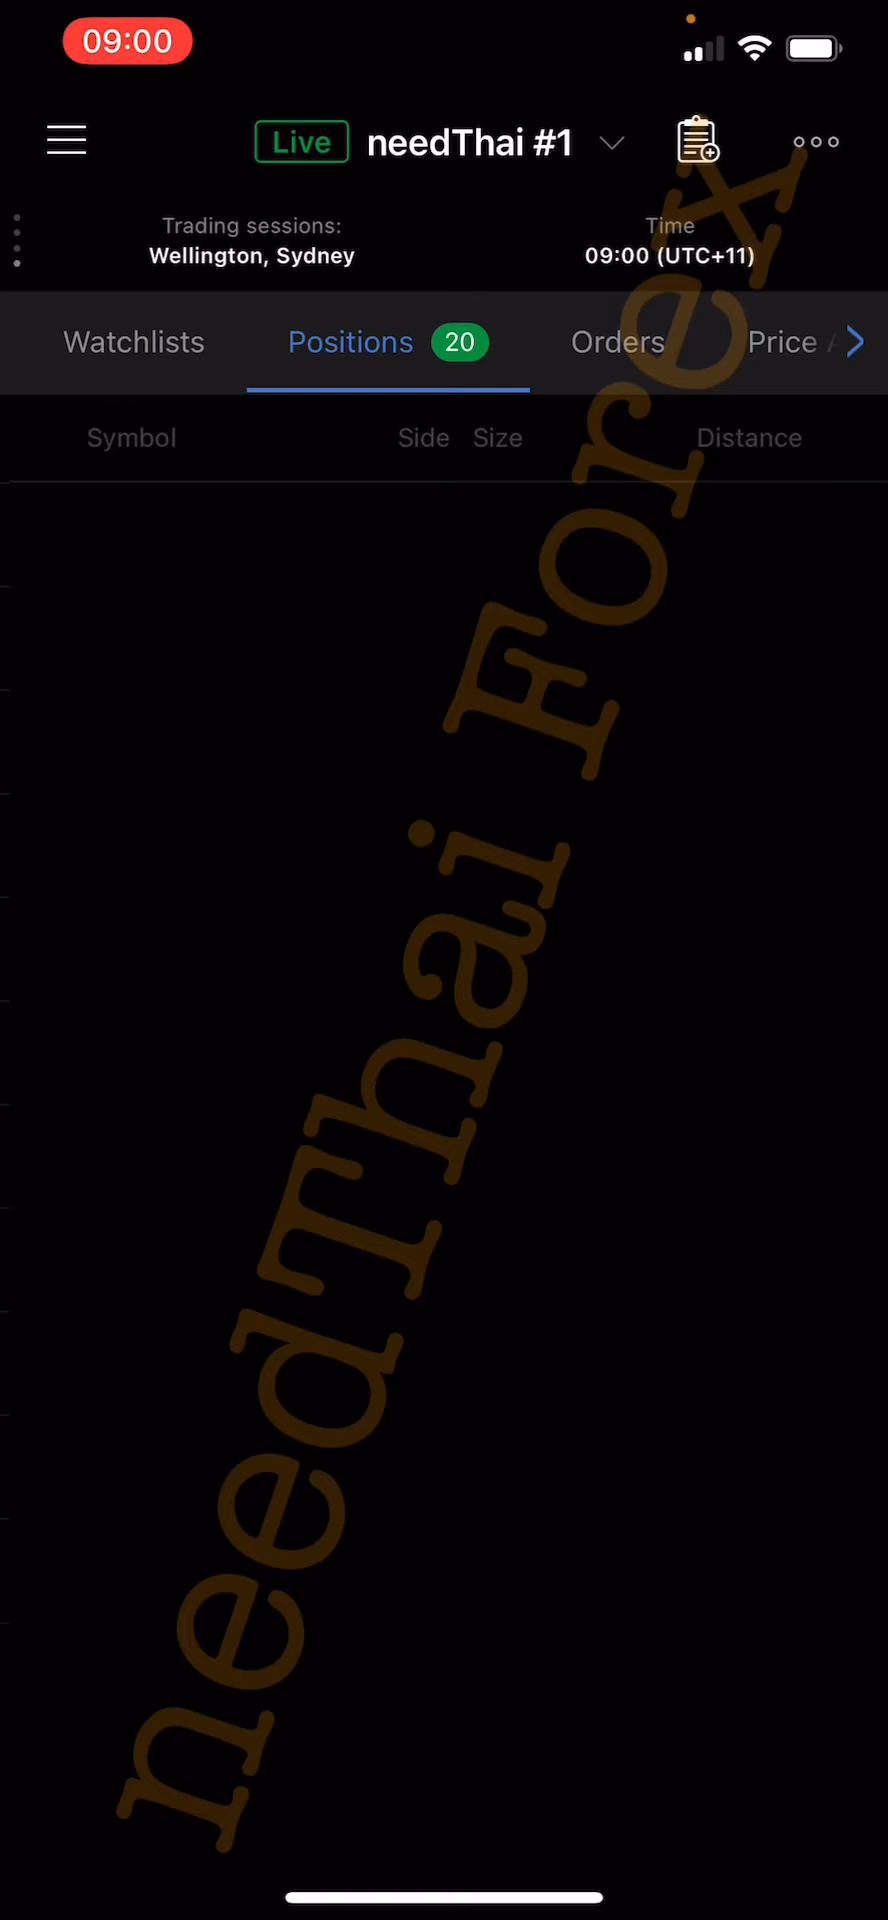 09:00
Live needThai #1
Trading sessions:
Wellington, Sydney
Time
09:00 (UTC+11)
Watchlists Positions 20 Orders Price
Symbol Side Size Distance
needThai Forex